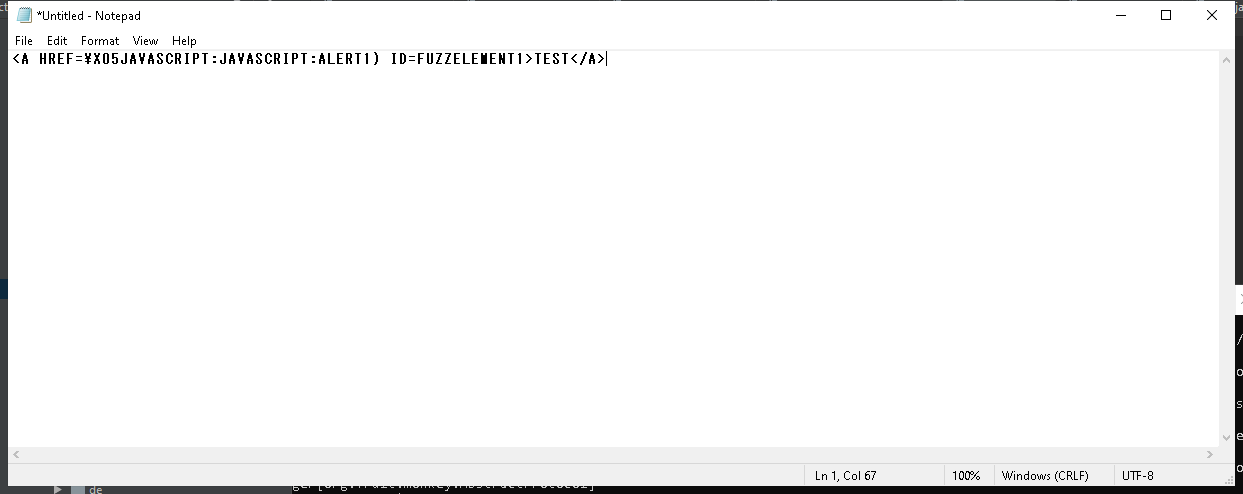 *Untitled - Notepad
File Edit Format View Help
<A HREF=¥X05JAVASCRIPT:JAVASCRIPT:ALERT1) ID=FUZZELEMENT1>TEST</A>
Ln 1, Col 67 100% Windows (CRLF) UTF-8
de